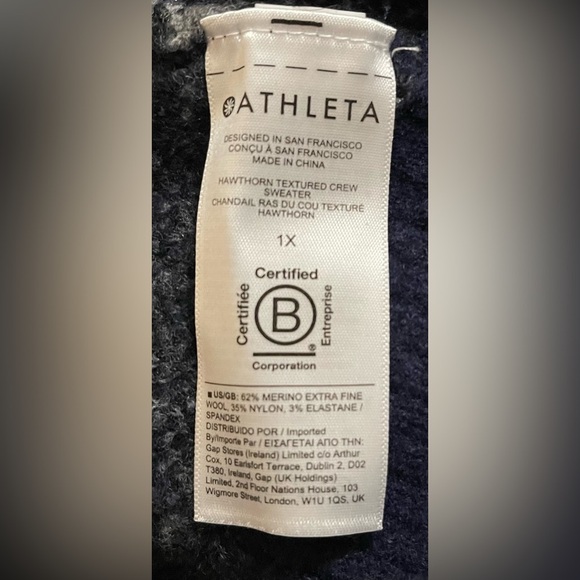 ATHLETA
DESIGNED IN SAN FRANCISCO
CONÇU À SAN FRANCISCO
MADE IN CHINA
HAWTHORN TEXTURED CREW
SWEATER
CHANDAIL RAS DU COU TEXTURÉ
HAWTHORN
1X
Certified
Certifiée
B
Entreprise
®
Corporation
US/GB: 62% MERINO EXTRA FINE
WOOL, 35% NYLON, 3% ELASTANE /
SPANDEX
DISTRIBUIDO POR / Imported
By/Importe Par / ΕΙΣΑΓΕΤΑΙ ΑΠΟ ΤΗΝ:
Gap Stores (Ireland) Limited c/o Arthur
Cox, 10 Earlsfort Terrace, Dublin 2, D02
T380, Ireland, Gap (UK Holdings)
Limited, 2nd Floor Nations House, 103
Wigmore Street, London, W1U 1QS, UK